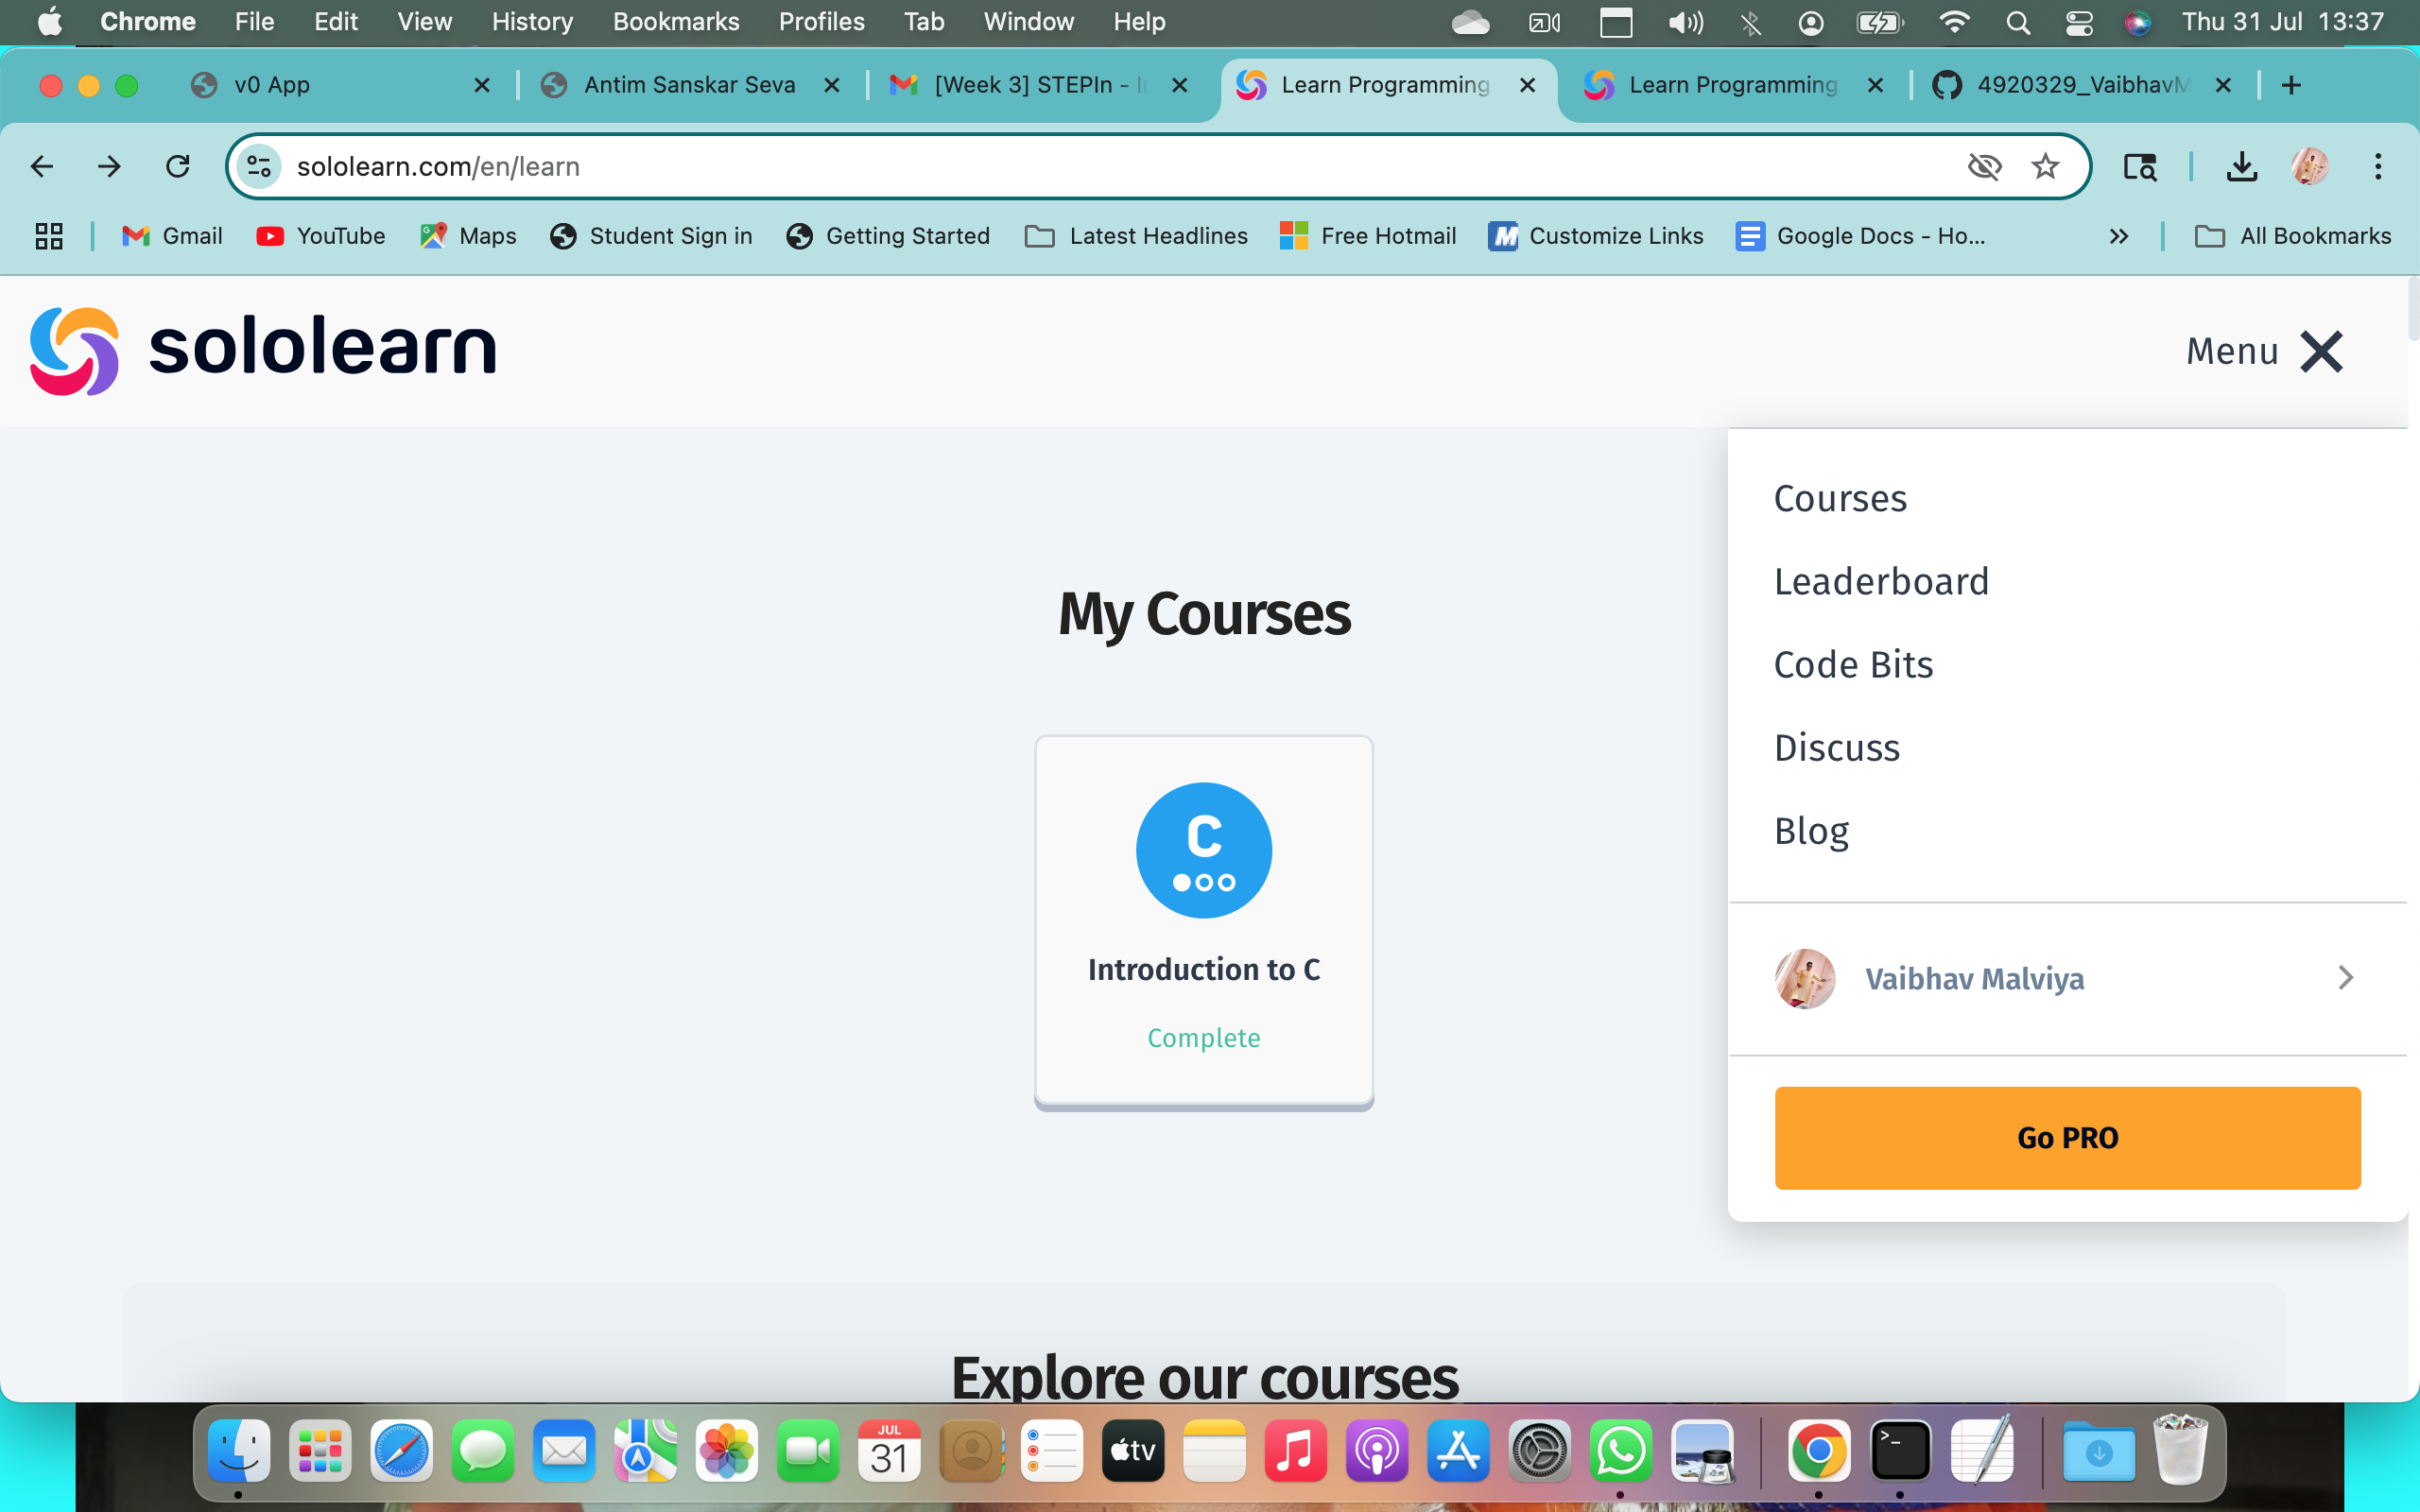 Chrome File Edit View History Bookmarks Profiles Tab Window Help Thu 31 Jul 13:37
v0 App Antim Sanskar Seva [Week 3] STEPIn - Learn Programming Learn Programming 4920329_Vaibhav
sololearn.com/en/learn
Gmail YouTube Maps Student Sign in Getting Started Latest Headlines Free Hotmail Customize Links Google Docs - Ho... All Bookmarks
sololearn Menu
Courses
Leaderboard
Code Bits
Discuss
Blog
Vaibhav Malviya
Go PRO
My Courses
C
Introduction to C
Complete
Explore our courses
JUL
31
tv